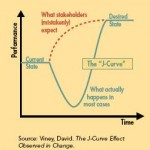 What stakeholders
(mistakenly)
expect
Desired
State
Current
State
The "J-Curve"
What actually
happens in
most cases
Performance
Time
Source: Viney, David, The J-Curve Effect
Observed in Change.